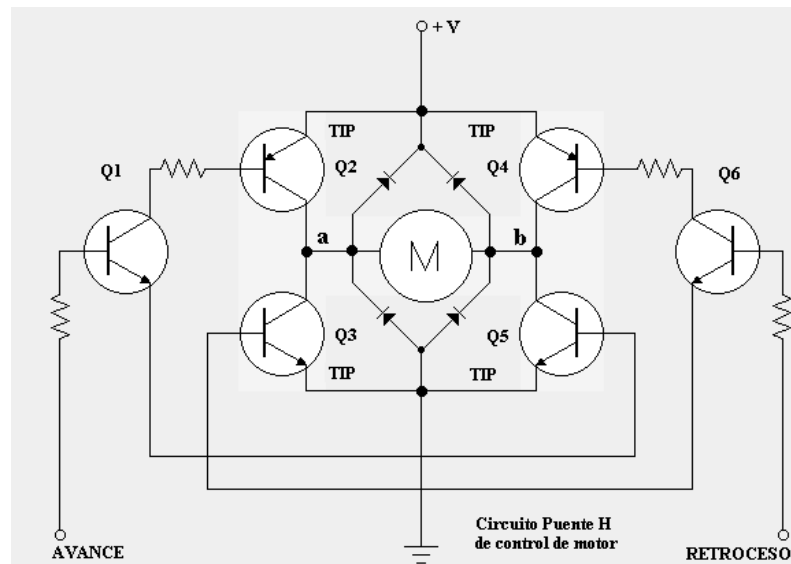 + V
TIP
TIP
Q1
Q2
Q4
Q6
a
M
b
Q3
Q5
TIP
TIP
Circuito Puente H
de control de motor
AVANCE
RETROCESO